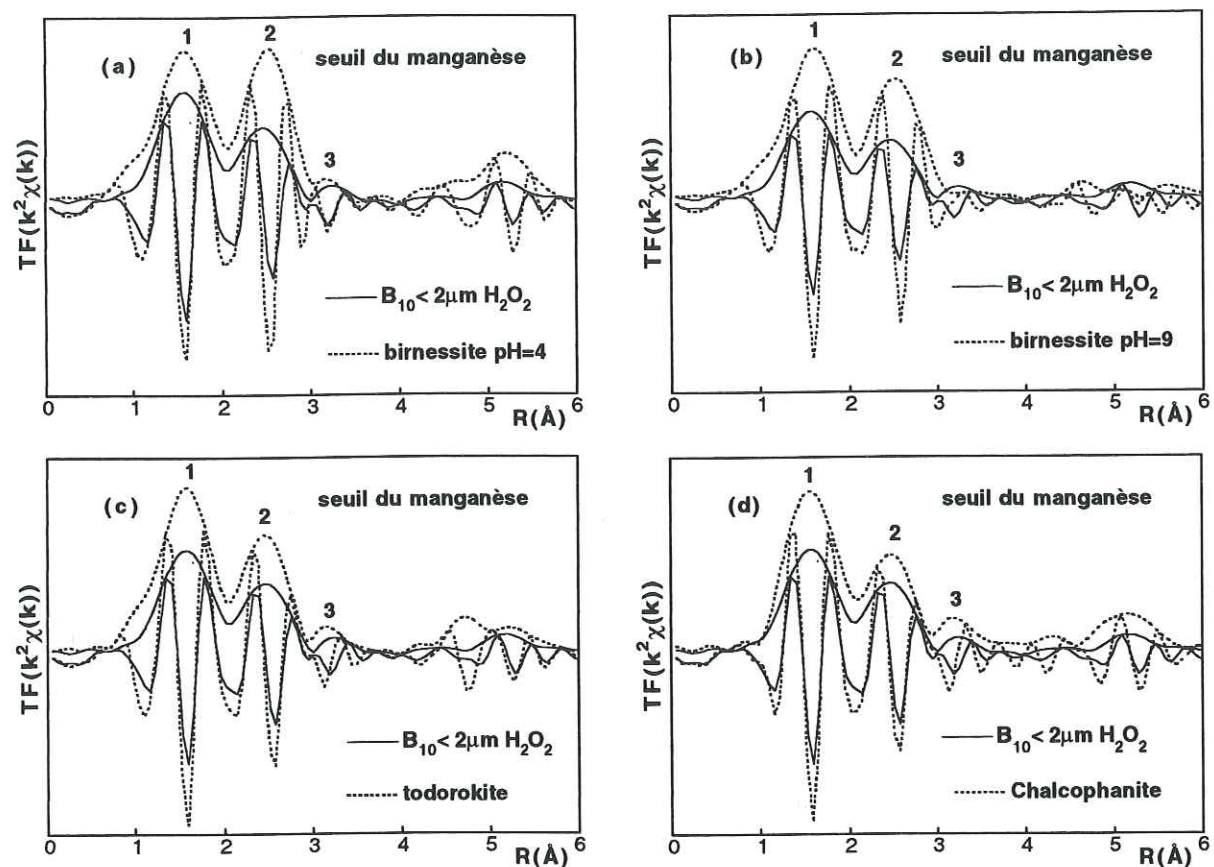 (a)
1
2
seuil du manganèse
3
B10< 2µm H2O2
birnessite pH=4
TF(k²χ(k))
0 1 2 3 4 5 6
R(Å)
(b)
1
2
seuil du manganèse
3
B10< 2µm H2O2
birnessite pH=9
TF(k²χ(k))
0 1 2 3 4 5 6
R(Å)
(c)
1
2
seuil du manganèse
3
B10< 2µm H2O2
todorokite
TF(k²χ(k))
0 1 2 3 4 5 6
R(Å)
(d)
1
2
seuil du manganèse
3
B10< 2µm H2O2
Chalcophanite
TF(k²χ(k))
0 1 2 3 4 5 6
R(Å)